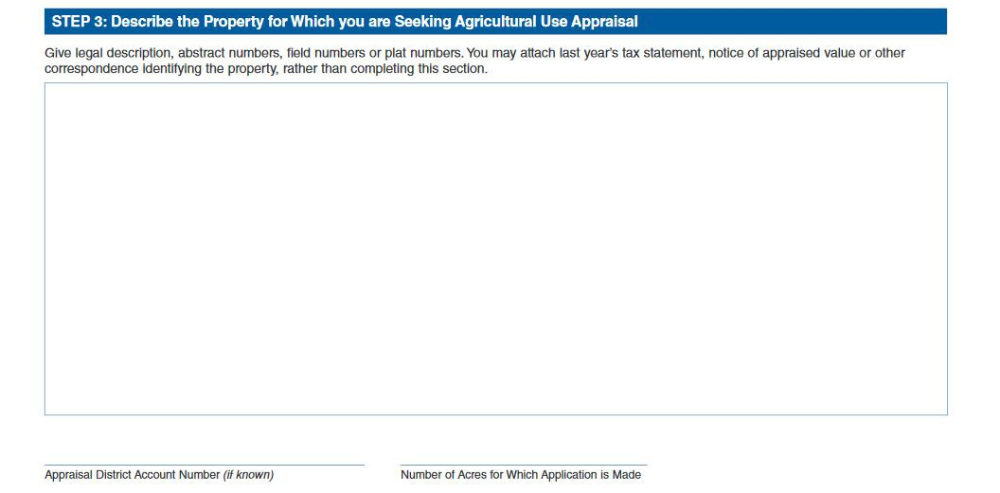 STEP 3: Describe the Property for Which you are Seeking Agricultural Use Appraisal
Give legal description, abstract numbers, field numbers or plat numbers. You may attach last year's tax statement, notice of appraised value or other
correspondence identifying the property, rather than completing this section.
Appraisal District Account Number (if known)
Number of Acres for Which Application is Made